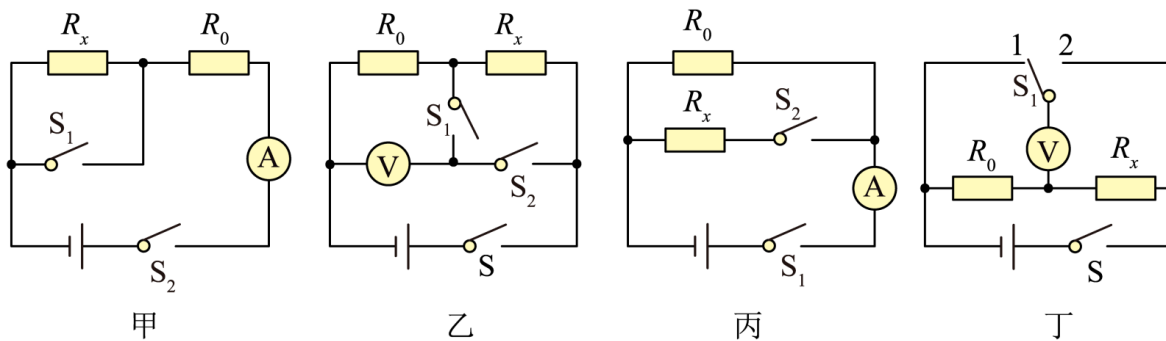 Rx R0
S1
A
S2
甲
R0 Rx
S1
V
S2
S
乙
R0
Rx S2
A
S1
丙
1 2
S1
V
R0 Rx
S
丁